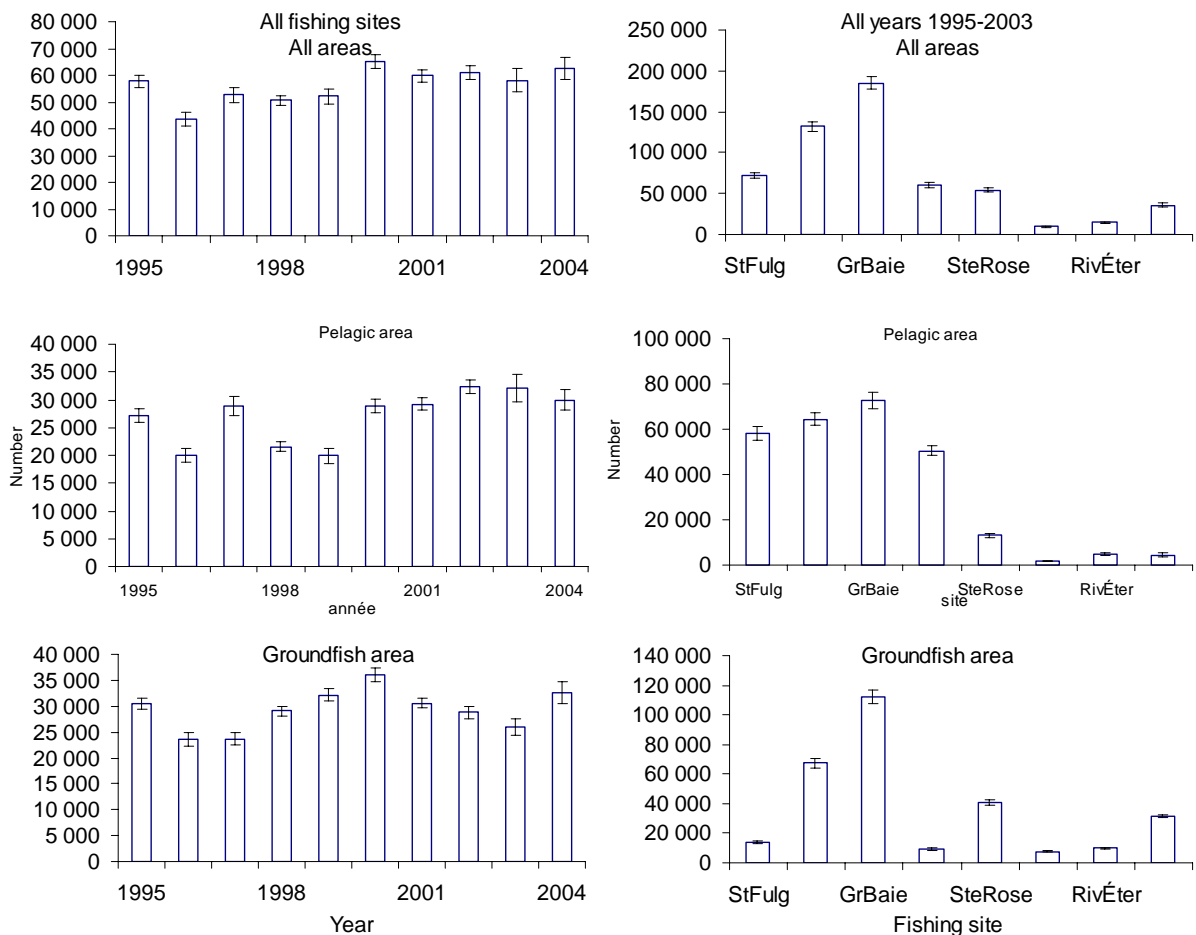 All fishing sites
All areas
80 000
70 000
60 000
50 000
40 000
30 000
20 000
10 000
0
1995 1998 2001 2004
All years 1995-2003
All areas
250 000
200 000
150 000
100 000
50 000
0
StFulg GrBaie SteRose RivÉter
Pelagic area
Number
40 000
35 000
30 000
25 000
20 000
15 000
10 000
5 000
0
1995 1998 2001 2004
année
Pelagic area
Number
100 000
80 000
60 000
40 000
20 000
0
StFulg GrBaie SteRose RivÉter
site
Groundfish area
40 000
35 000
30 000
25 000
20 000
15 000
10 000
5 000
0
1995 1998 2001 2004
Year
Groundfish area
140 000
120 000
100 000
80 000
60 000
40 000
20 000
0
StFulg GrBaie SteRose RivÉter
Fishing site